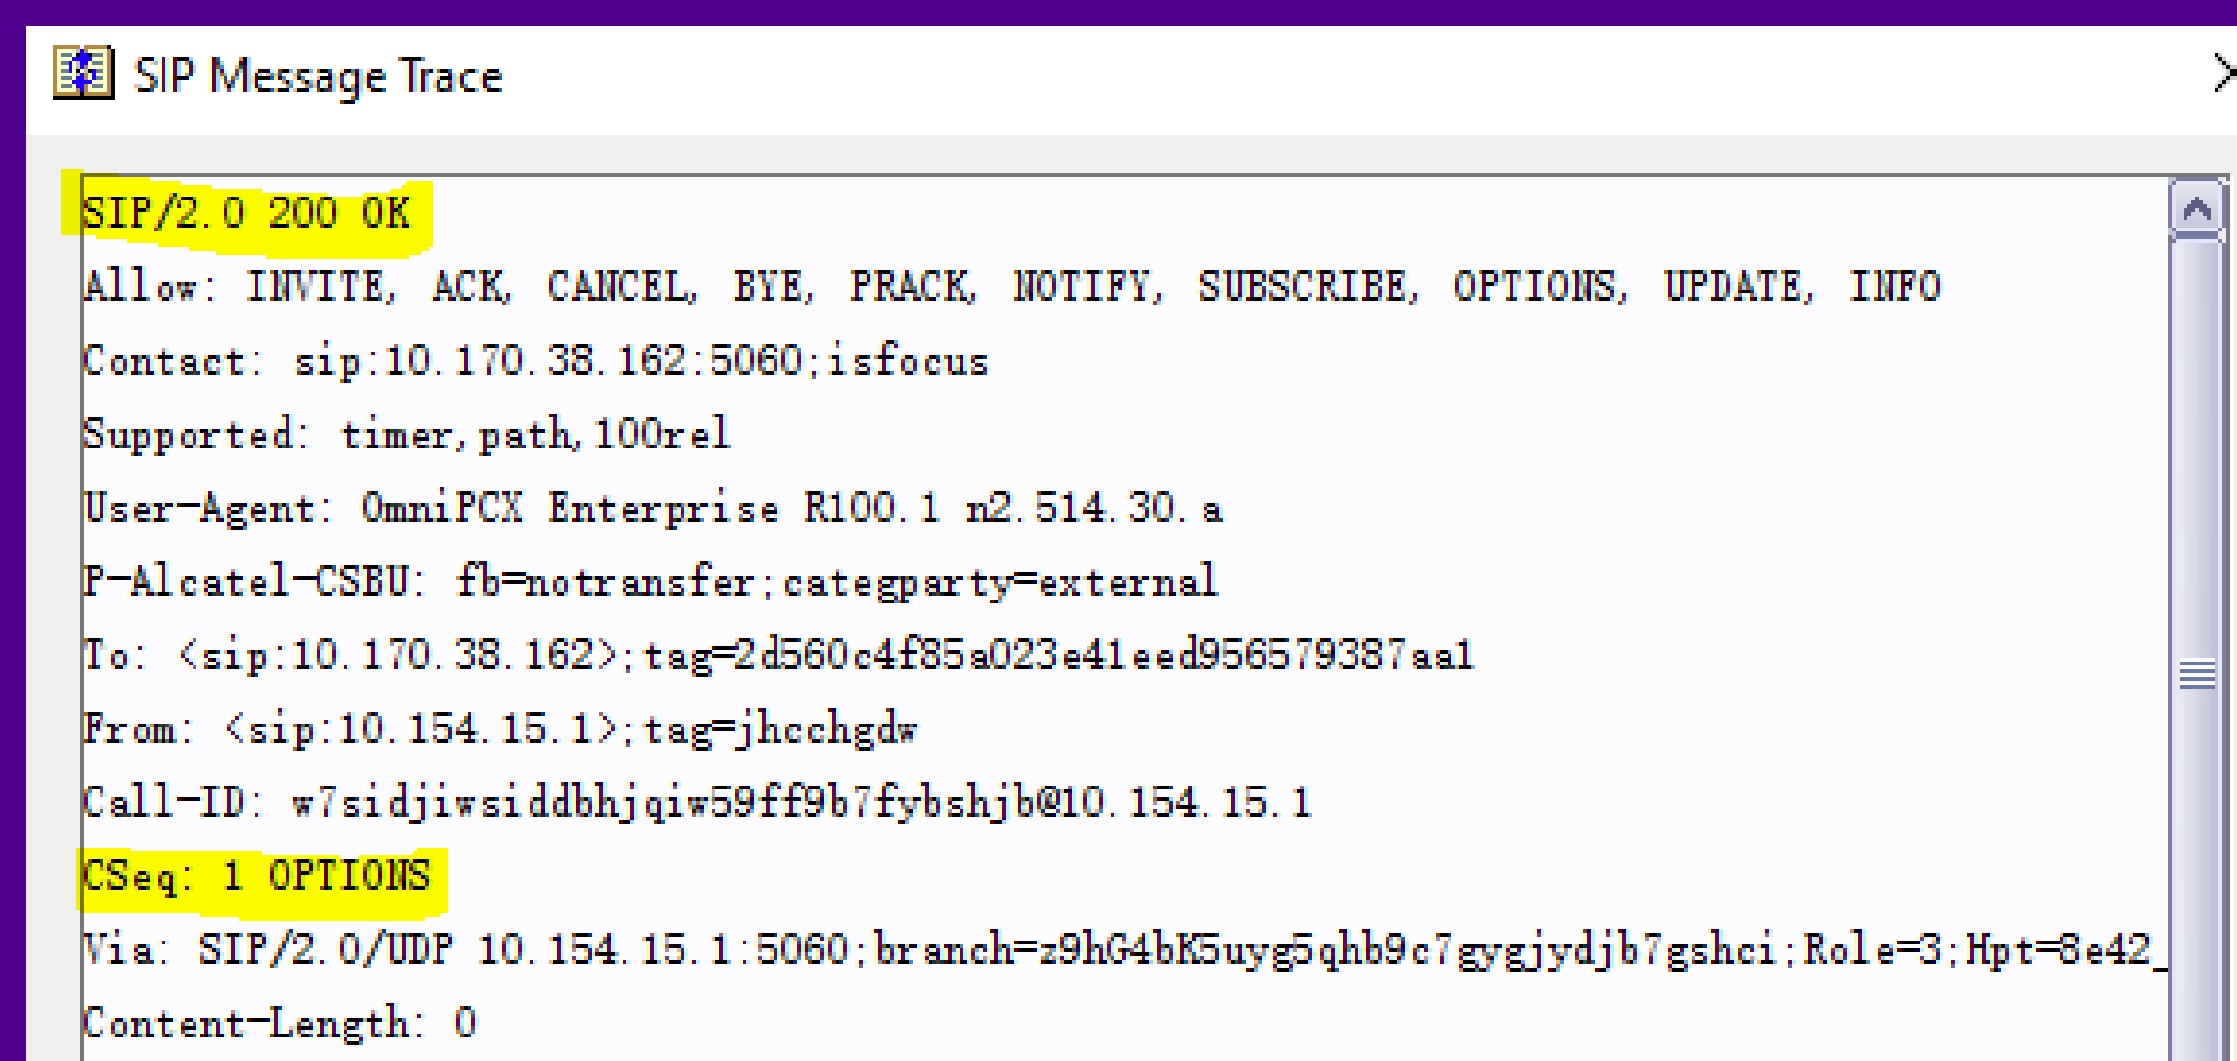 SIP Message Trace
SIP/2.0 200 OK
Allow: INVITE, ACK, CANCEL, BYE, PRACK, NOTIFY, SUBSCRIBE, OPTIONS, UPDATE, INFO
Contact: sip:10.170.38.162:5060;isfocus
Supported: timer,path,100rel
User-Agent: OmniPCX Enterprise R100.1 n2.514.30.a
P-Alcatel-CSBU: fb=notransfer;categparty=external
To: <sip:10.170.38.162>;tag=2d560c4f85a023e41eed956579387aa1
From: <sip:10.154.15.1>;tag=jhcchgdw
Call-ID: w7sidjiwsiddbhjqiw59ff9b7fybshjb@10.154.15.1
CSeq: 1 OPTIONS
Via: SIP/2.0/UDP 10.154.15.1:5060;branch=z9hG4bK5uyg5qhb9c7gygjydjb7gshci;Role=3;Hpt=8e42_
Content-Length: 0